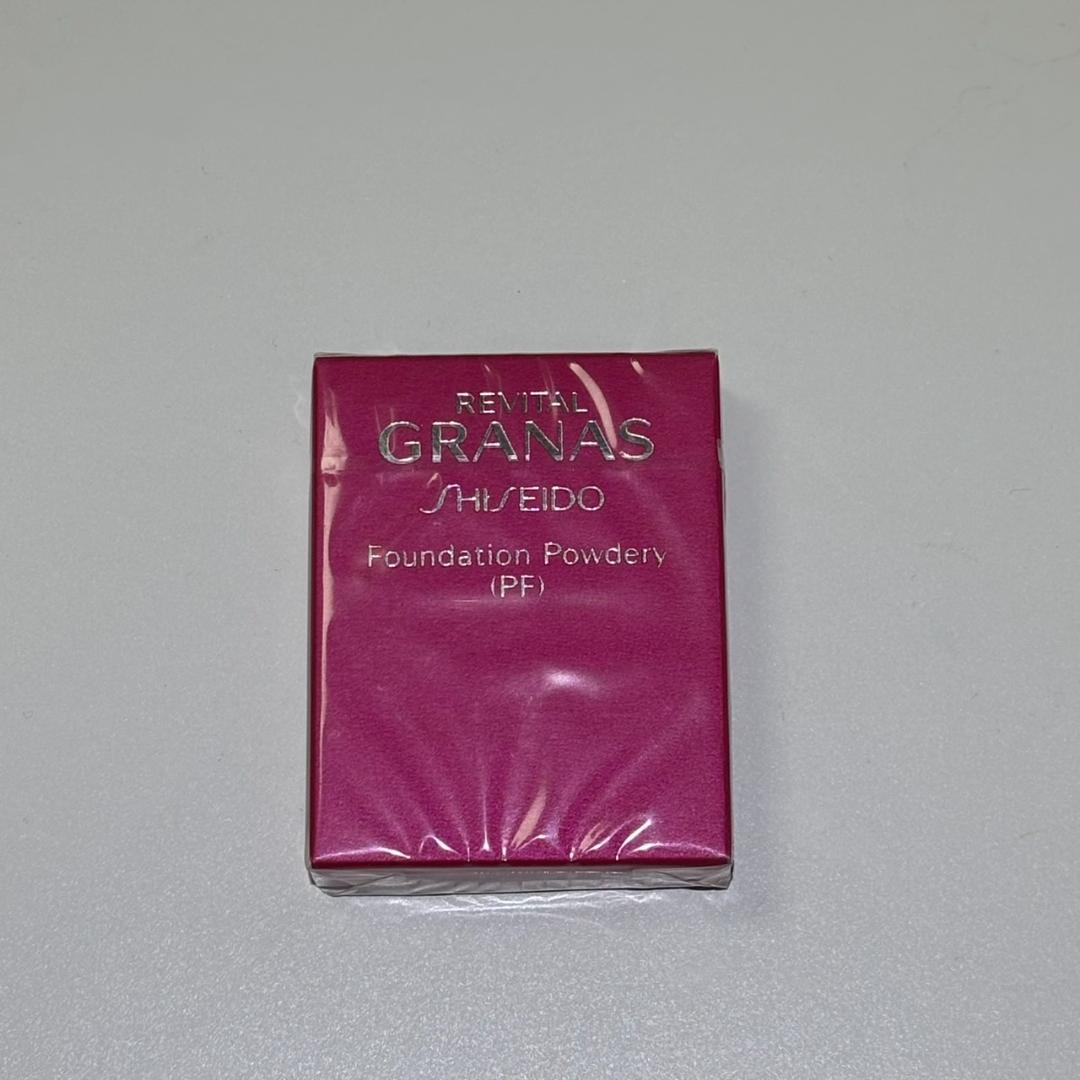 REVITAL
GRANAS
SHISEIDO
Foundation Powdery
(PF)